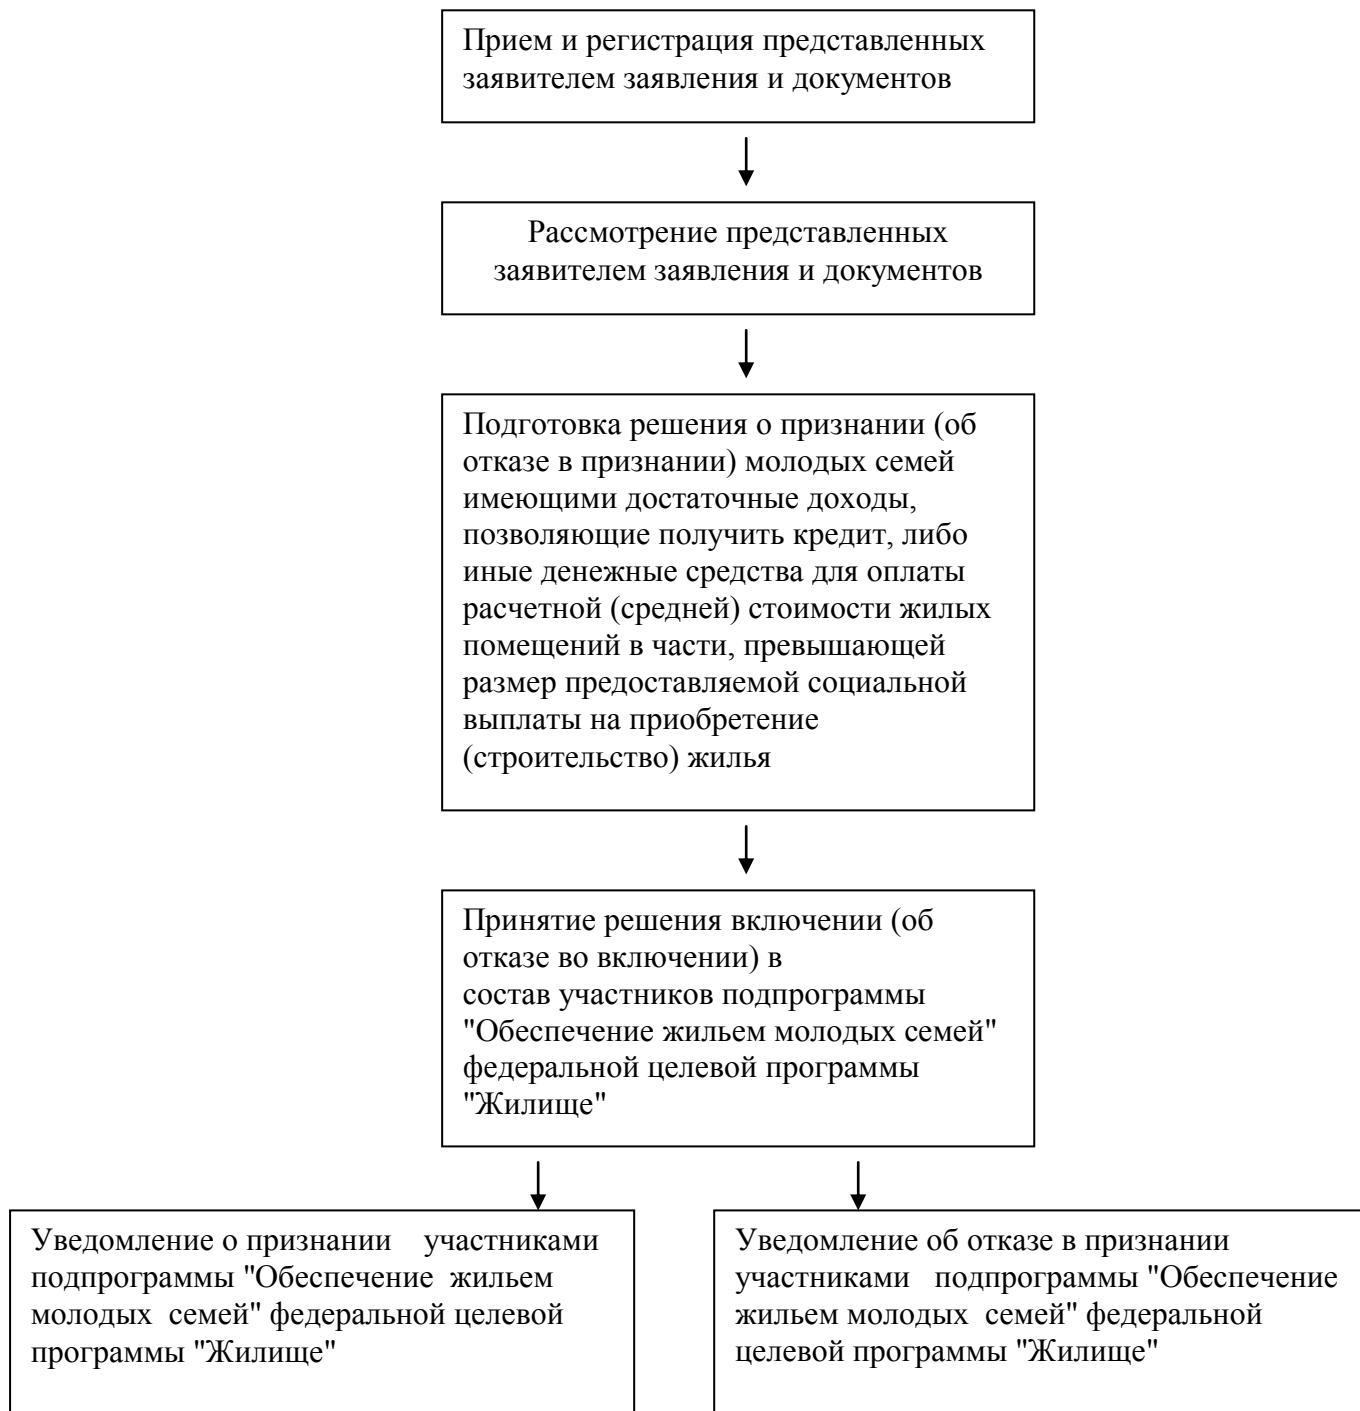 Прием и регистрация представленных
заявителем заявления и документов
Рассмотрение представленных
заявителем заявления и документов
Подготовка решения о признании (об
отказе в признании) молодых семей
имеющими достаточные доходы,
позволяющие получить кредит, либо
иные денежные средства для оплаты
расчетной (средней) стоимости жилых
помещений в части, превышающей
размер предоставляемой социальной
выплаты на приобретение
(строительство) жилья
Принятие решения включении (об
отказе во включении) в
состав участников подпрограммы
"Обеспечение жильем молодых семей"
федеральной целевой программы
"Жилище"
Уведомление о признании участниками
подпрограммы "Обеспечение жильем
молодых семей" федеральной целевой
программы "Жилище"
Уведомление об отказе в признании
участниками подпрограммы "Обеспечение
жильем молодых семей" федеральной
целевой программы "Жилище"